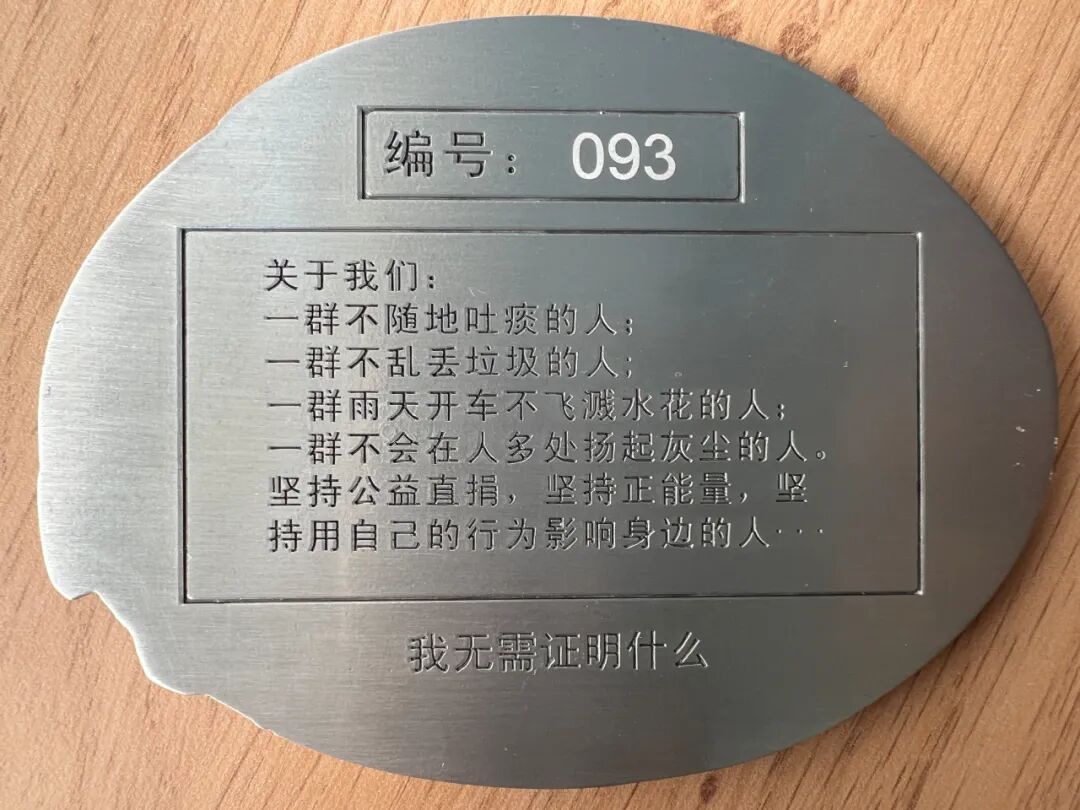 编号：093
关于我们：
一群不随地吐痰的人；
一群不乱丢垃圾的人；
一群雨天开车不飞溅水花的人；
一群不会在人多处扬起灰尘的人。
坚持公益直捐，坚持正能量，坚
持用自己的行为影响身边的人···
我无需证明什么